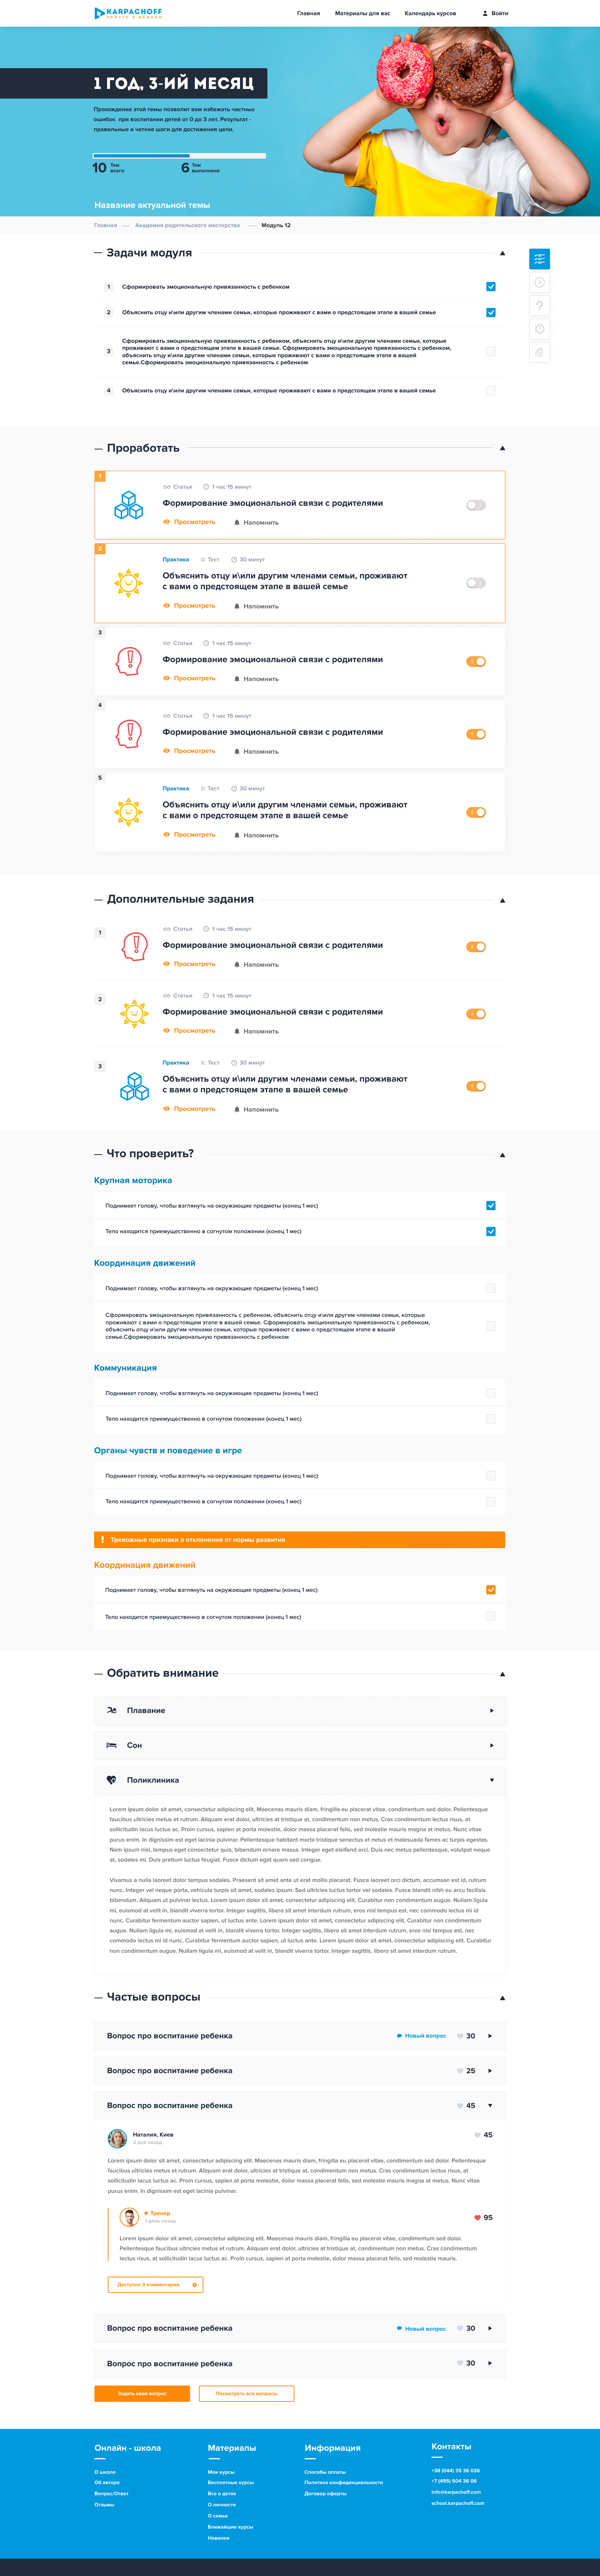 KARPACHOFF
ПРОСТО О ВАЖНОМ
Главная
Материалы для вас
Календарь курсов
Войти
1 ГОД, 3-ИЙ МЕСЯЦ
Прохождение этой темы позволит вам избежать частных
ошибок при воспитании детей от 0 до 3 лет. Результат -
правильные и четкие шаги для достижения цели.
10 Тем всего
6 Тем выполнено
Название актуальной темы
Главная — Академия родительского мастерства — Модуль 12
Задачи модуля
1 Сформировать эмоциональную привязанность с ребенком
2 Объяснить отцу и\или другим членами семьи, которые проживают с вами о предстоящем этапе в вашей семье
3
Сформировать эмоциональную привязанность с ребенком, объяснить отцу и\или другим членами семьи, которые
проживают с вами о предстоящем этапе в вашей семье. Сформировать эмоциональную привязанность с ребенком,
объяснить отцу и\или другим членами семьи, которые проживают с вами о предстоящем этапе в вашей
семье.Сформировать эмоциональную привязанность с ребенком
4 Объяснить отцу и\или другим членами семьи, которые проживают с вами о предстоящем этапе в вашей семье
Проработать
1
Статья 1 час 15 минут
Формирование эмоциональной связи с родителями
Просмотреть Напомнить
2
Практика Тест 30 минут
Объяснить отцу и\или другим членами семьи, проживают
с вами о предстоящем этапе в вашей семье
Просмотреть Напомнить
3
Статья 1 час 15 минут
Формирование эмоциональной связи с родителями
Просмотреть Напомнить
4
Статья 1 час 15 минут
Формирование эмоциональной связи с родителями
Просмотреть Напомнить
5
Практика Тест 30 минут
Объяснить отцу и\или другим членами семьи, проживают
с вами о предстоящем этапе в вашей семье
Просмотреть Напомнить
Дополнительные задания
1
Статья 1 час 15 минут
Формирование эмоциональной связи с родителями
Просмотреть Напомнить
2
Статья 1 час 15 минут
Формирование эмоциональной связи с родителями
Просмотреть Напомнить
3
Практика Тест 30 минут
Объяснить отцу и\или другим членами семьи, проживают
с вами о предстоящем этапе в вашей семье
Просмотреть Напомнить
Что проверить?
Крупная моторика
Поднимает голову, чтобы взглянуть на окружающие предметы (конец 1 мес)
Тело находится приемущественно в согнутом положении (конец 1 мес)
Координация движений
Поднимает голову, чтобы взглянуть на окружающие предметы (конец 1 мес)
Сформировать эмоциональную привязанность с ребенком, объяснить отцу и\или другим членами семьи, которые
проживают с вами о предстоящем этапе в вашей семье. Сформировать эмоциональную привязанность с ребенком,
объяснить отцу и\или другим членами семьи, которые проживают с вами о предстоящем этапе в вашей
семье.Сформировать эмоциональную привязанность с ребенком
Коммуникация
Поднимает голову, чтобы взглянуть на окружающие предметы (конец 1 мес)
Тело находится приемущественно в согнутом положении (конец 1 мес)
Органы чувств и поведение в игре
Поднимает голову, чтобы взглянуть на окружающие предметы (конец 1 мес)
Тело находится приемущественно в согнутом положении (конец 1 мес)
! Тревожные признаки о отклонения от нормы развития
Координация движений
Поднимает голову, чтобы взглянуть на окружающие предметы (конец 1 мес)
Тело находится приемущественно в согнутом положении (конец 1 мес)
Обратить внимание
Плавание
Сон
Поликлиника
Lorem ipsum dolor sit amet, consectetur adipiscing elit. Maecenas mauris diam, fringilla eu placerat vitae, condimentum sed dolor. Pellentesque
faucibus ultricies metus et rutrum. Aliquam erat dolor, ultricies at tristique at, condimentum non metus. Cras condimentum lectus risus, at
sollicitudin lacus luctus ac. Proin cursus, sapien at porta molestie, dolor massa placerat felis, sed molestie mauris magna at metus. Nunc vitae
purus enim. In dignissim est eget lacinia pulvinar. Pellentesque habitant morbi tristique senectus et netus et malesuada fames ac turpis egestas.
Nam ipsum nisl, tempus eget consectetur quis, bibendum ornare massa. Integer eget eleifend orci. Duis nec metus pellentesque, volutpat neque
at, sodales mi. Duis pretium luctus feugiat. Fusce dictum eget quam sed congue.
Vivamus a nulla laoreet dolor tempus sodales. Praesent sit amet ante ut erat mollis placerat. Fusce laoreet orci dictum, accumsan est id, rutrum
nunc. Integer vel neque porta, vehicula turpis sit amet, sodales ipsum. Sed ultricies luctus tortor vel sodales. Fusce blandit nibh eu arcu facilisis
bibendum. Aliquam ut pulvinar lectus. Lorem ipsum dolor sit amet, consectetur adipiscing elit. Curabitur non condimentum augue. Nullam ligula
mi, euismod at velit in, blandit viverra tortor. Integer sagittis, libero sit amet interdum rutrum, eros nisl tempus est, nec commodo lectus mi id
nunc. Curabitur fermentum auctor sapien, ut luctus ante. Lorem ipsum dolor sit amet, consectetur adipiscing elit. Curabitur non condimentum
augue. Nullam ligula mi, euismod at velit in, blandit viverra tortor. Integer sagittis, libero sit amet interdum rutrum, eros nisl tempus est, nec
commodo lectus mi id nunc. Curabitur fermentum auctor sapien, ut luctus ante. Lorem ipsum dolor sit amet, consectetur adipiscing elit. Curabitur
non condimentum augue. Nullam ligula mi, euismod at velit in, blandit viverra tortor. Integer sagittis, libero sit amet interdum rutrum.
Частые вопросы
Вопрос про воспитание ребенка Новый вопрос 30
Вопрос про воспитание ребенка 25
Вопрос про воспитание ребенка 45
Наталия, Киев 45
2 дня назад
Lorem ipsum dolor sit amet, consectetur adipiscing elit. Maecenas mauris diam, fringilla eu placerat vitae, condimentum sed dolor. Pellentesque
faucibus ultricies metus et rutrum. Aliquam erat dolor, ultricies at tristique at, condimentum non metus. Cras condimentum lectus risus, at
sollicitudin lacus luctus ac. Proin cursus, sapien at porta molestie, dolor massa placerat felis, sed molestie mauris magna at metus. Nunc vitae
purus enim. In dignissim est eget lacinia pulvinar.
Тренер 95
1 день назад
Lorem ipsum dolor sit amet, consectetur adipiscing elit. Maecenas mauris diam, fringilla eu placerat vitae, condimentum sed dolor.
Pellentesque faucibus ultricies metus et rutrum. Aliquam erat dolor, ultricies at tristique at, condimentum non metus. Cras condimentum
lectus risus, at sollicitudin lacus luctus ac. Proin cursus, sapien at porta molestie, dolor massa placerat felis, sed molestie mauris.
Доступно 3 комментария
Вопрос про воспитание ребенка Новый вопрос 30
Вопрос про воспитание ребенка 30
Задать свой вопрос
Посмотреть все вопросы
Онлайн - школа
О школе
Об авторе
Вопрос/Ответ
Отзывы
Материалы
Мои курсы
Бесплатные курсы
Все о детях
О личности
О семье
Ближайшие курсы
Новинки
Информация
Способы оплаты
Политика конфиденциальности
Договор оферты
Контакты
+38 (044) 35 36 036
+7 (495) 504 36 06
info@karpachoff.com
school.karpachoff.com